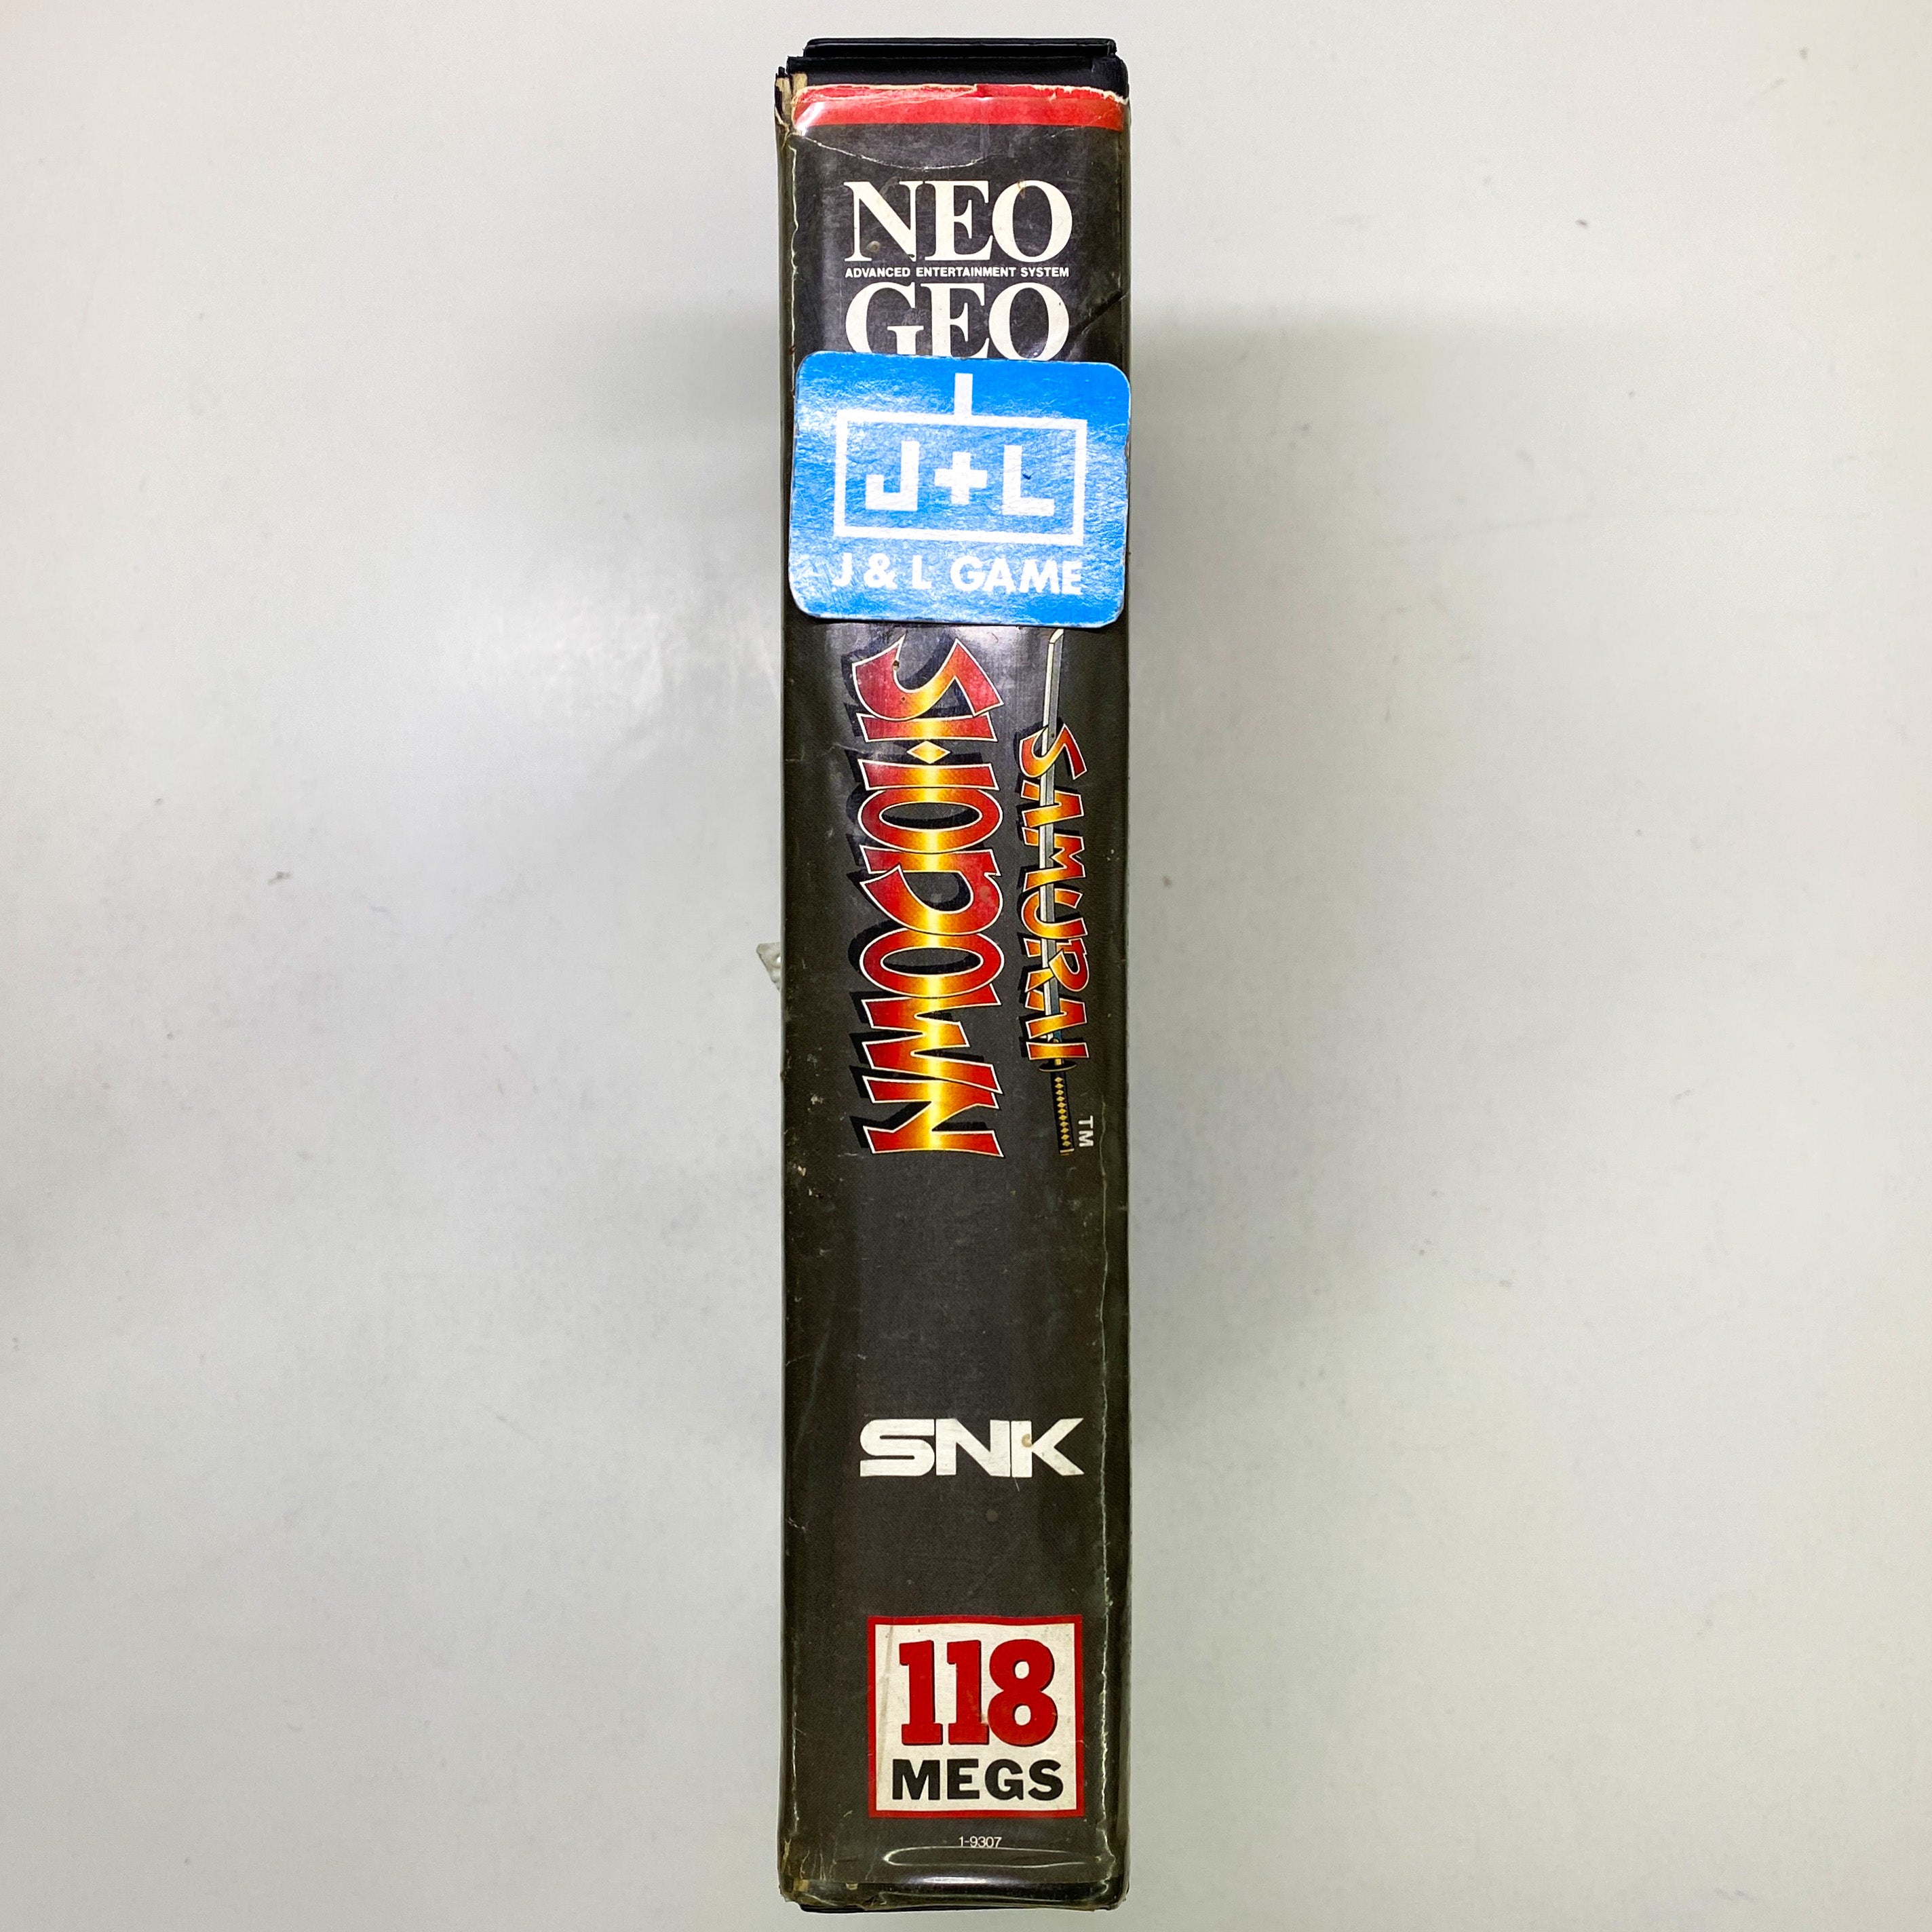 NEO
ADVANCED ENTERTAINMENT SYSTEM
GEO
J+L
J & L GAME
SAMURAI
SHODOWN
TM
SNK
118
MEGS
1-9307